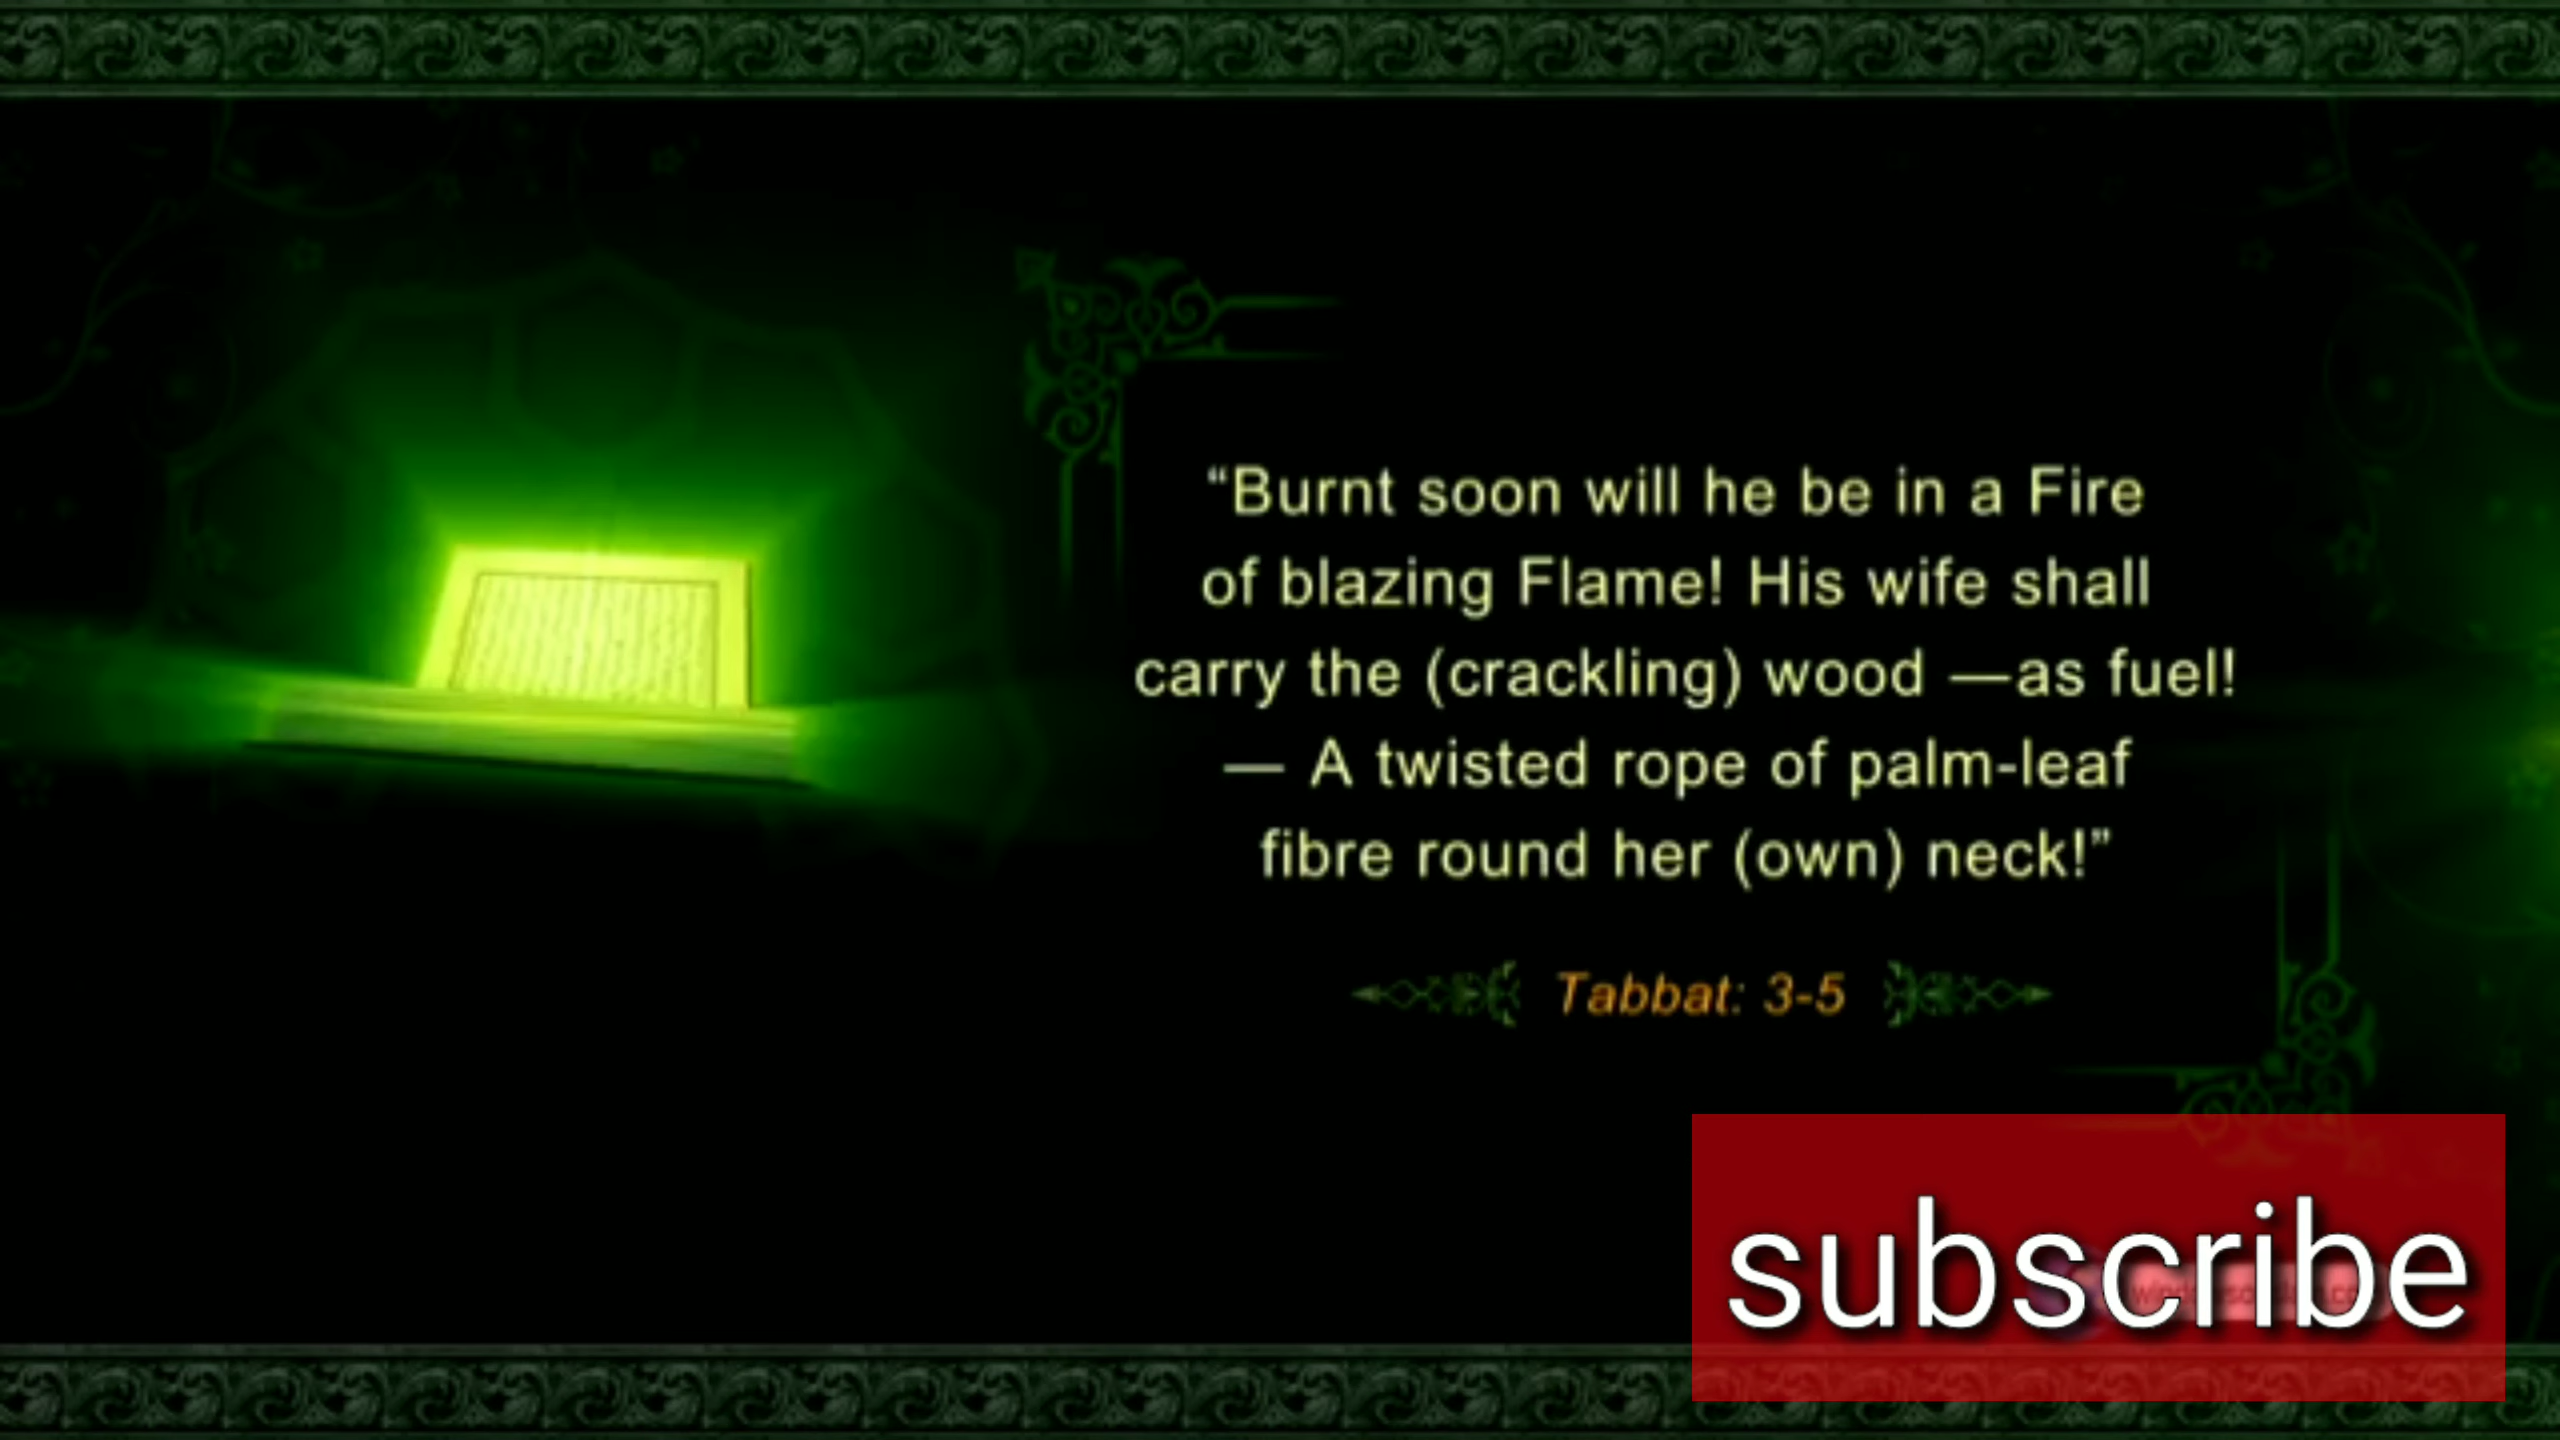 “Burnt soon will he be in a Fire
of blazing Flame! His wife shall
carry the (crackling) wood —as fuel!
— A twisted rope of palm-leaf
fibre round her (own) neck!”
Tabbat: 3-5
subscribe